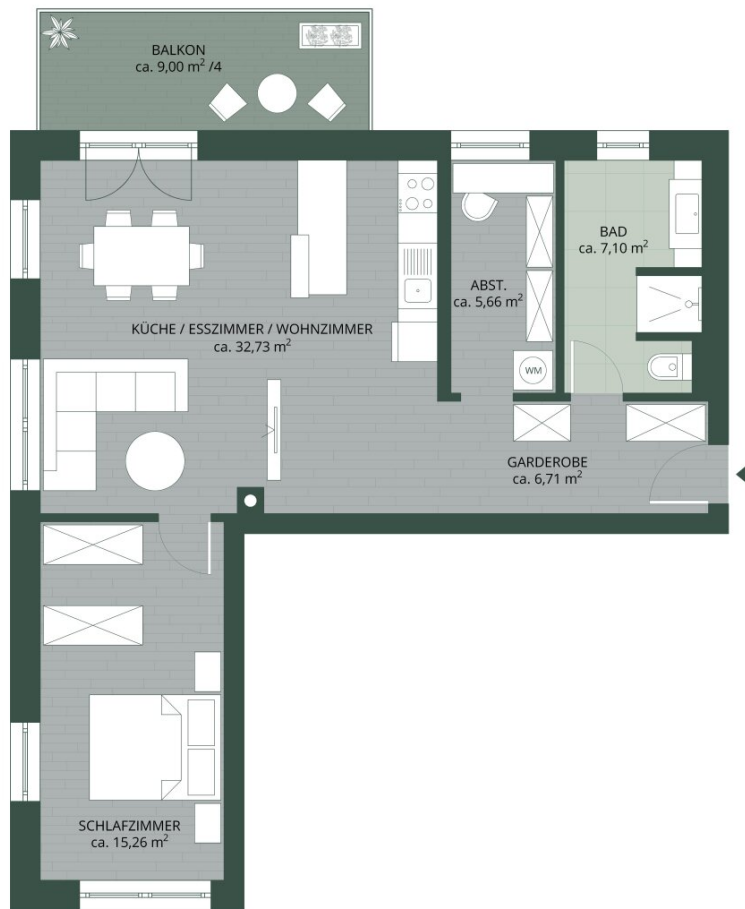 BALKON
ca. 9,00 m² /4
BAD
ca. 7,10 m²
ABST.
ca. 5,66 m²
KÜCHE / ESSZIMMER / WOHNZIMMER
ca. 32,73 m²
WM
GARDEROBE
ca. 6,71 m²
SCHLAFZIMMER
ca. 15,26 m²